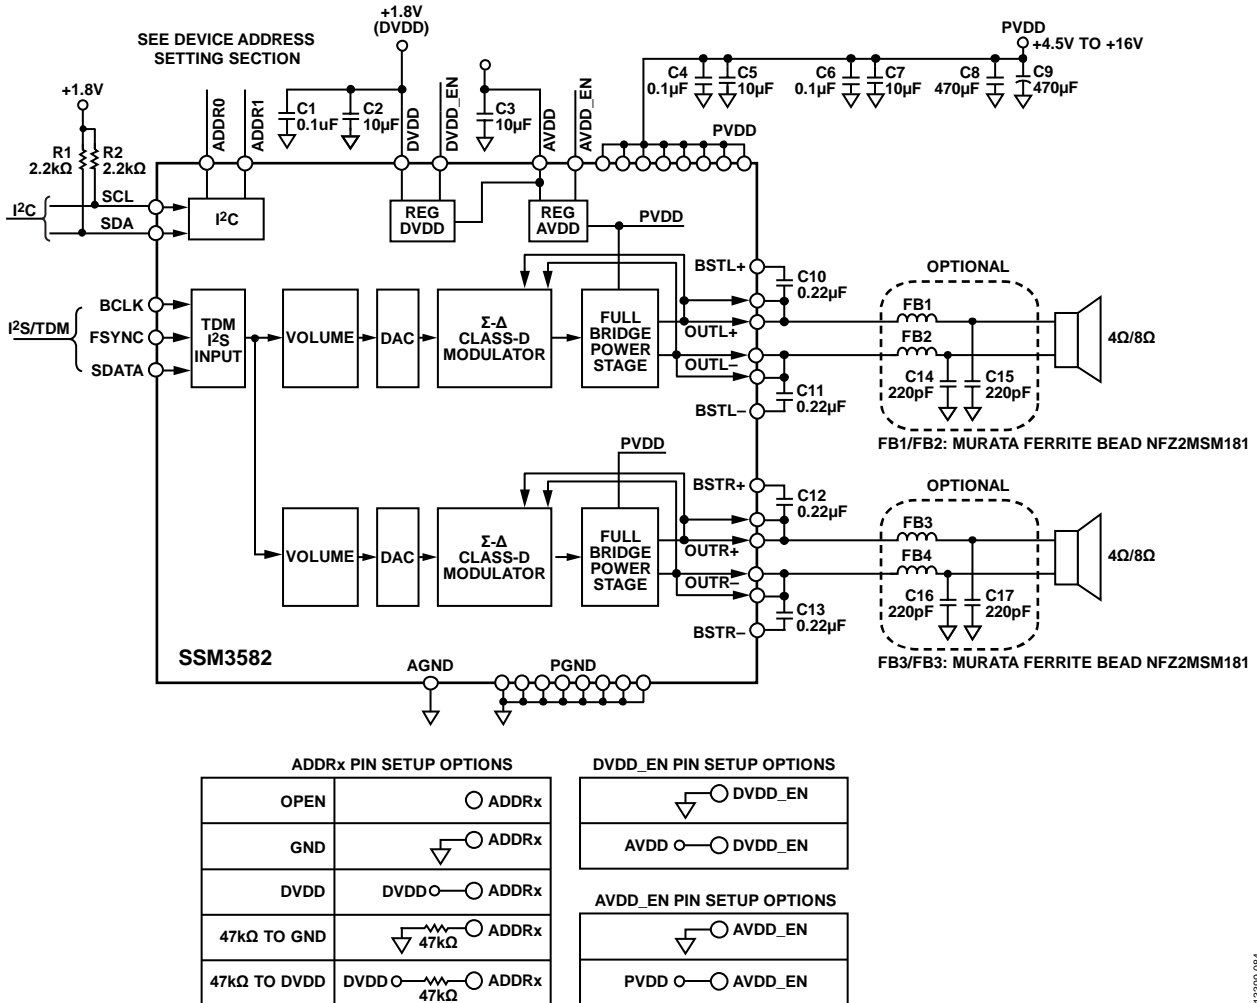 +1.8V
(DVDD)
SEE DEVICE ADDRESS
SETTING SECTION
PVDD
+4.5V TO +16V
+1.8V
ADDR0
ADDR1
C1
0.1uF
C2
10µF
DVDD
DVDD_EN
C3
10µF
AVDD
AVDD_EN
C4
0.1µF
C5
10µF
C6
0.1µF
C7
10µF
C8
470µF
C9
470µF
PVDD
R1
2.2kΩ
R2
2.2kΩ
I²C
SCL
SDA
I²C
REG
DVDD
REG
AVDD
PVDD
I²S/TDM
BCLK
FSYNC
SDATA
TDM
I²S
INPUT
VOLUME
DAC
Σ-Δ
CLASS-D
MODULATOR
FULL
BRIDGE
POWER
STAGE
BSTL+
OUTL+
OUTL–
BSTL–
C10
0.22µF
C11
0.22µF
OPTIONAL
FB1
FB2
C14
220pF
C15
220pF
4Ω/8Ω
FB1/FB2: MURATA FERRITE BEAD NFZ2MSM181
PVDD
VOLUME
DAC
Σ-Δ
CLASS-D
MODULATOR
FULL
BRIDGE
POWER
STAGE
BSTR+
OUTR+
OUTR–
BSTR–
C12
0.22µF
C13
0.22µF
OPTIONAL
FB3
FB4
C16
220pF
C17
220pF
4Ω/8Ω
FB3/FB3: MURATA FERRITE BEAD NFZ2MSM181
SSM3582
AGND
PGND
ADDRx PIN SETUP OPTIONS
OPEN
ADDRx
GND
ADDRx
DVDD
DVDD
ADDRx
47kΩ TO GND
47kΩ
ADDRx
47kΩ TO DVDD
DVDD
47kΩ
ADDRx
DVDD_EN PIN SETUP OPTIONS
DVDD_EN
AVDD
DVDD_EN
AVDD_EN PIN SETUP OPTIONS
AVDD_EN
PVDD
AVDD_EN